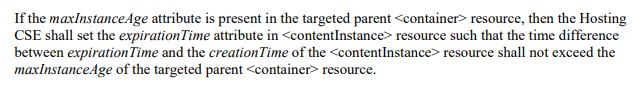 If the maxInstanceAge attribute is present in the targeted parent <container> resource, then the Hosting
CSE shall set the expirationTime attribute in <contentInstance> resource such that the time difference
between expirationTime and the creationTime of the <contentInstance> resource shall not exceed the
maxInstanceAge of the targeted parent <container> resource.